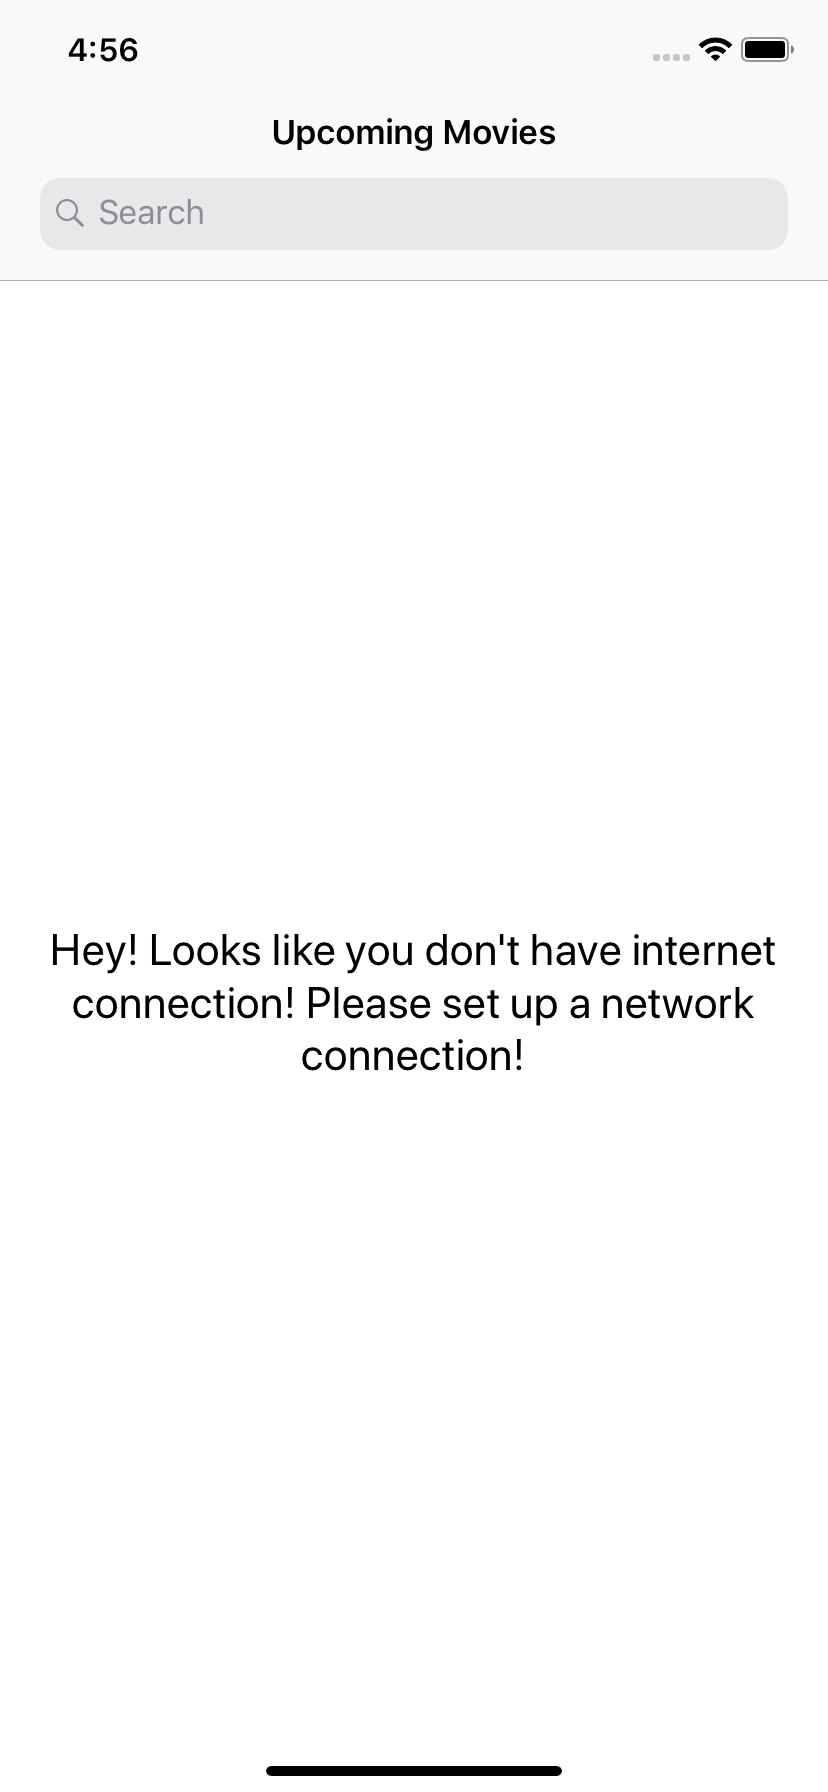 4:56
Upcoming Movies
Search
Hey! Looks like you don't have internet
connection! Please set up a network
connection!